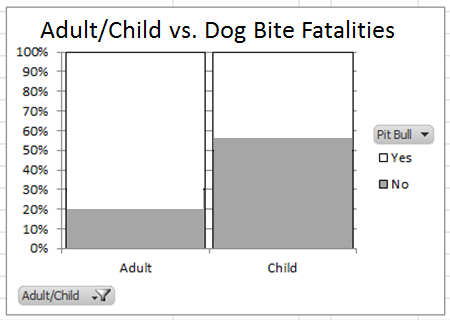 Adult/Child vs. Dog Bite Fatalities
100%
90%
80%
70%
60%
50%
40%
30%
20%
10%
0%
Adult
Child
Pit Bull
Yes
No
Adult/Child